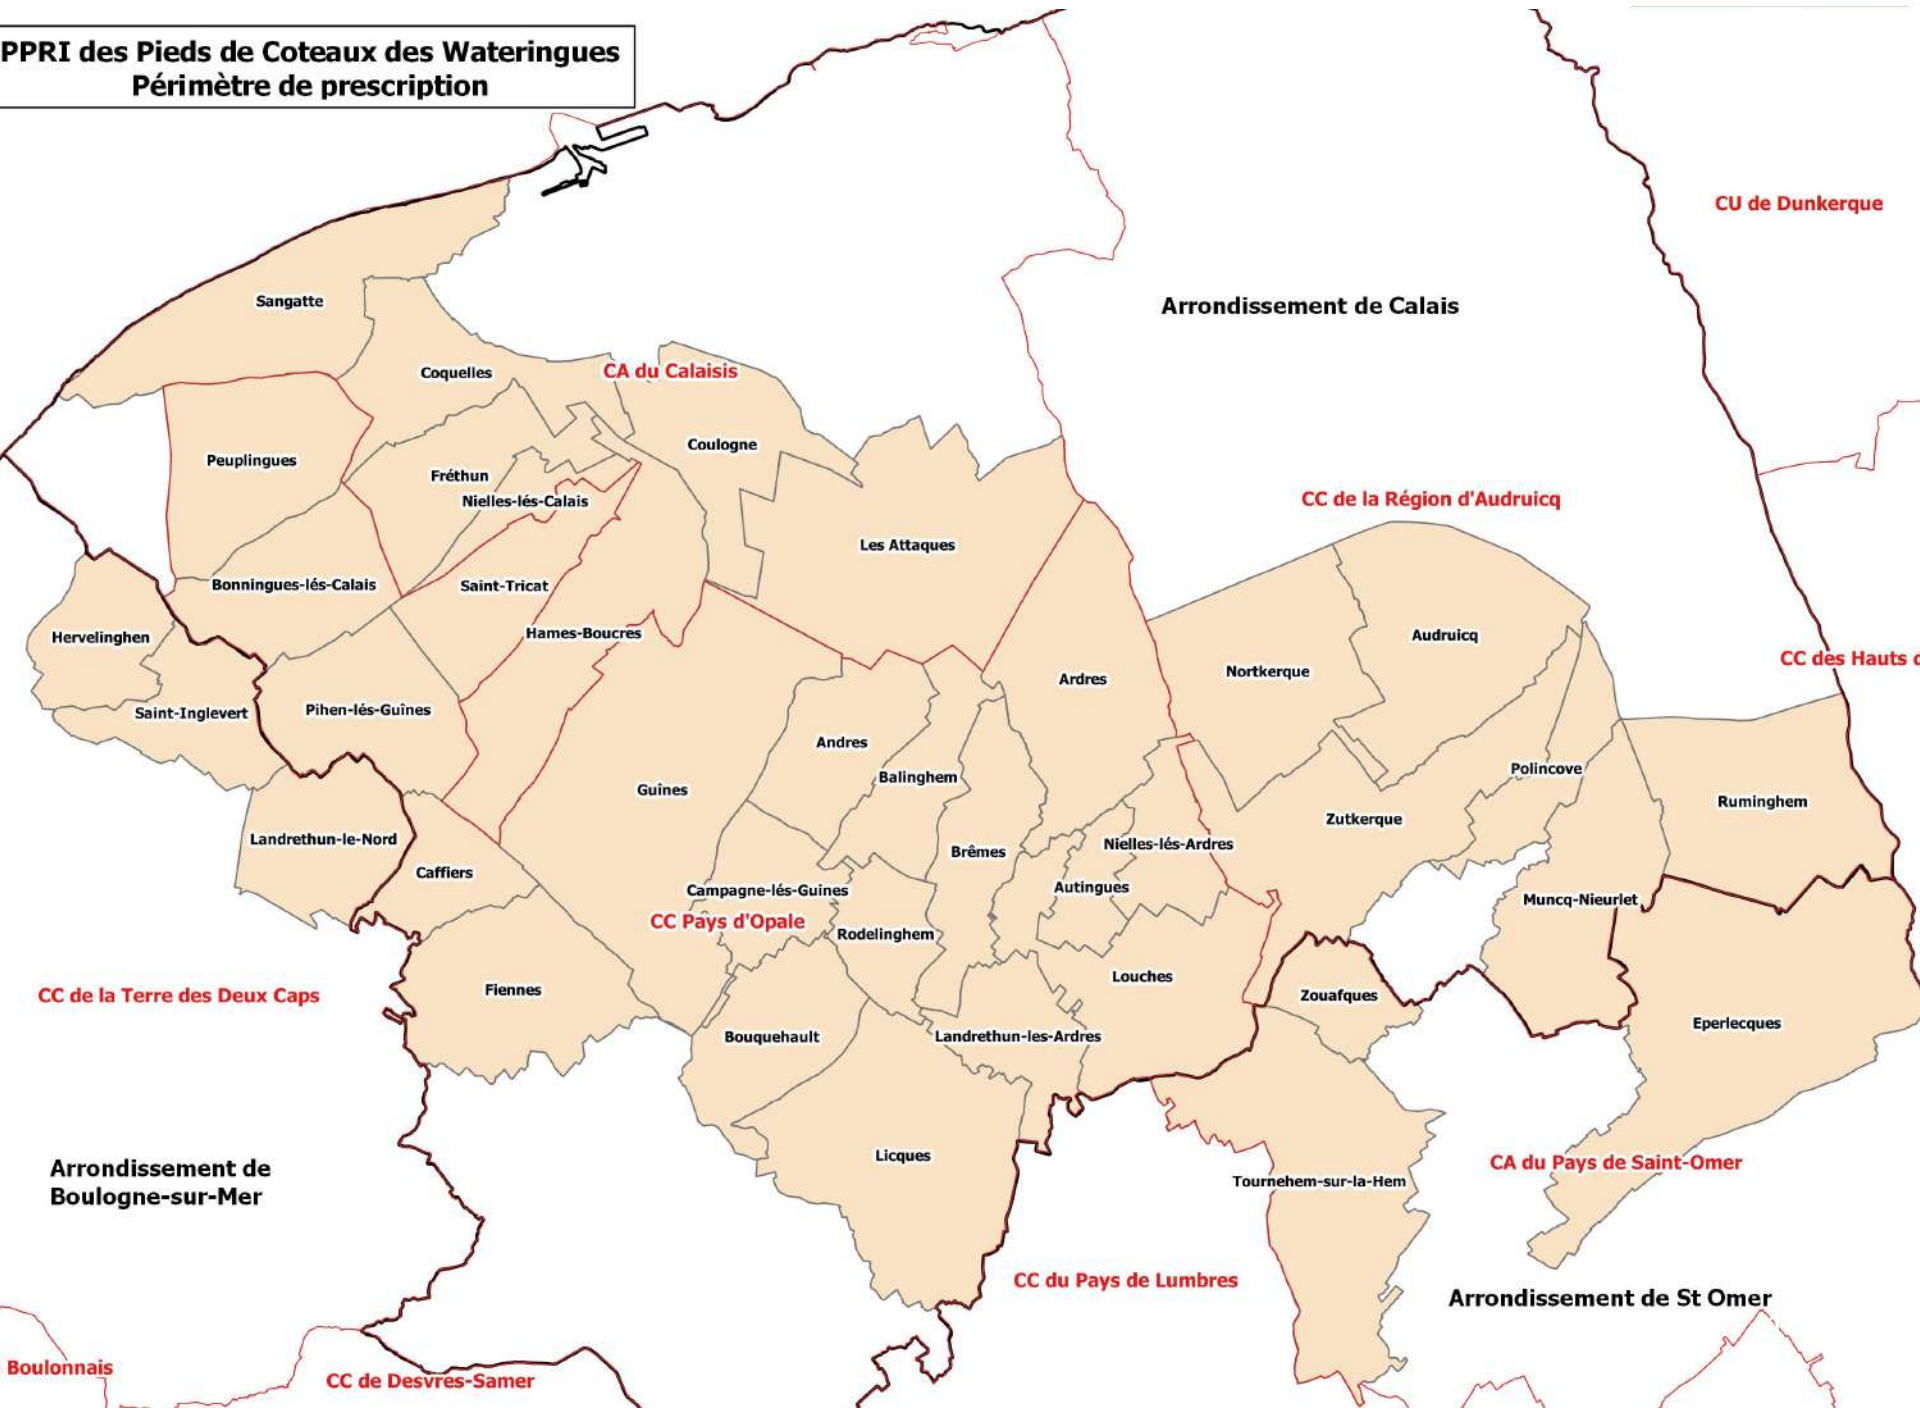 PPRI des Pieds de Coteaux des Wateringues
Périmètre de prescription
CU de Dunkerque
Sangatte
Arrondissement de Calais
Coquelles
CA du Calaisis
Coulogne
Peuplingues
Fréthun
Nielles-lés-Calais
CC de la Région d'Audruicq
Les Attaques
Bonningues-lés-Calais
Saint-Tricat
Hervelinghen
Hames-Boucres
Audruicq
CC des Hauts d
Nortkerque
Ardres
Saint-Inglevert
Pihen-lés-Guînes
Andres
Balinghem
Polincove
Guînes
Ruminghem
Zutkerque
Landrethun-le-Nord
Nielles-lés-Ardres
Brêmes
Caffiers
Autingues
Campagne-lés-Guines
Muncq-Nieurlet
CC Pays d'Opale
Rodelinghem
Louches
Fiennes
CC de la Terre des Deux Caps
Zouafques
Eperlecques
Bouquehault
Landrethun-les-Ardres
Licques
CA du Pays de Saint-Omer
Arrondissement de
Boulogne-sur-Mer
Tournehem-sur-la-Hem
CC du Pays de Lumbres
Arrondissement de St Omer
Boulonnais
CC de Desvres-Samer